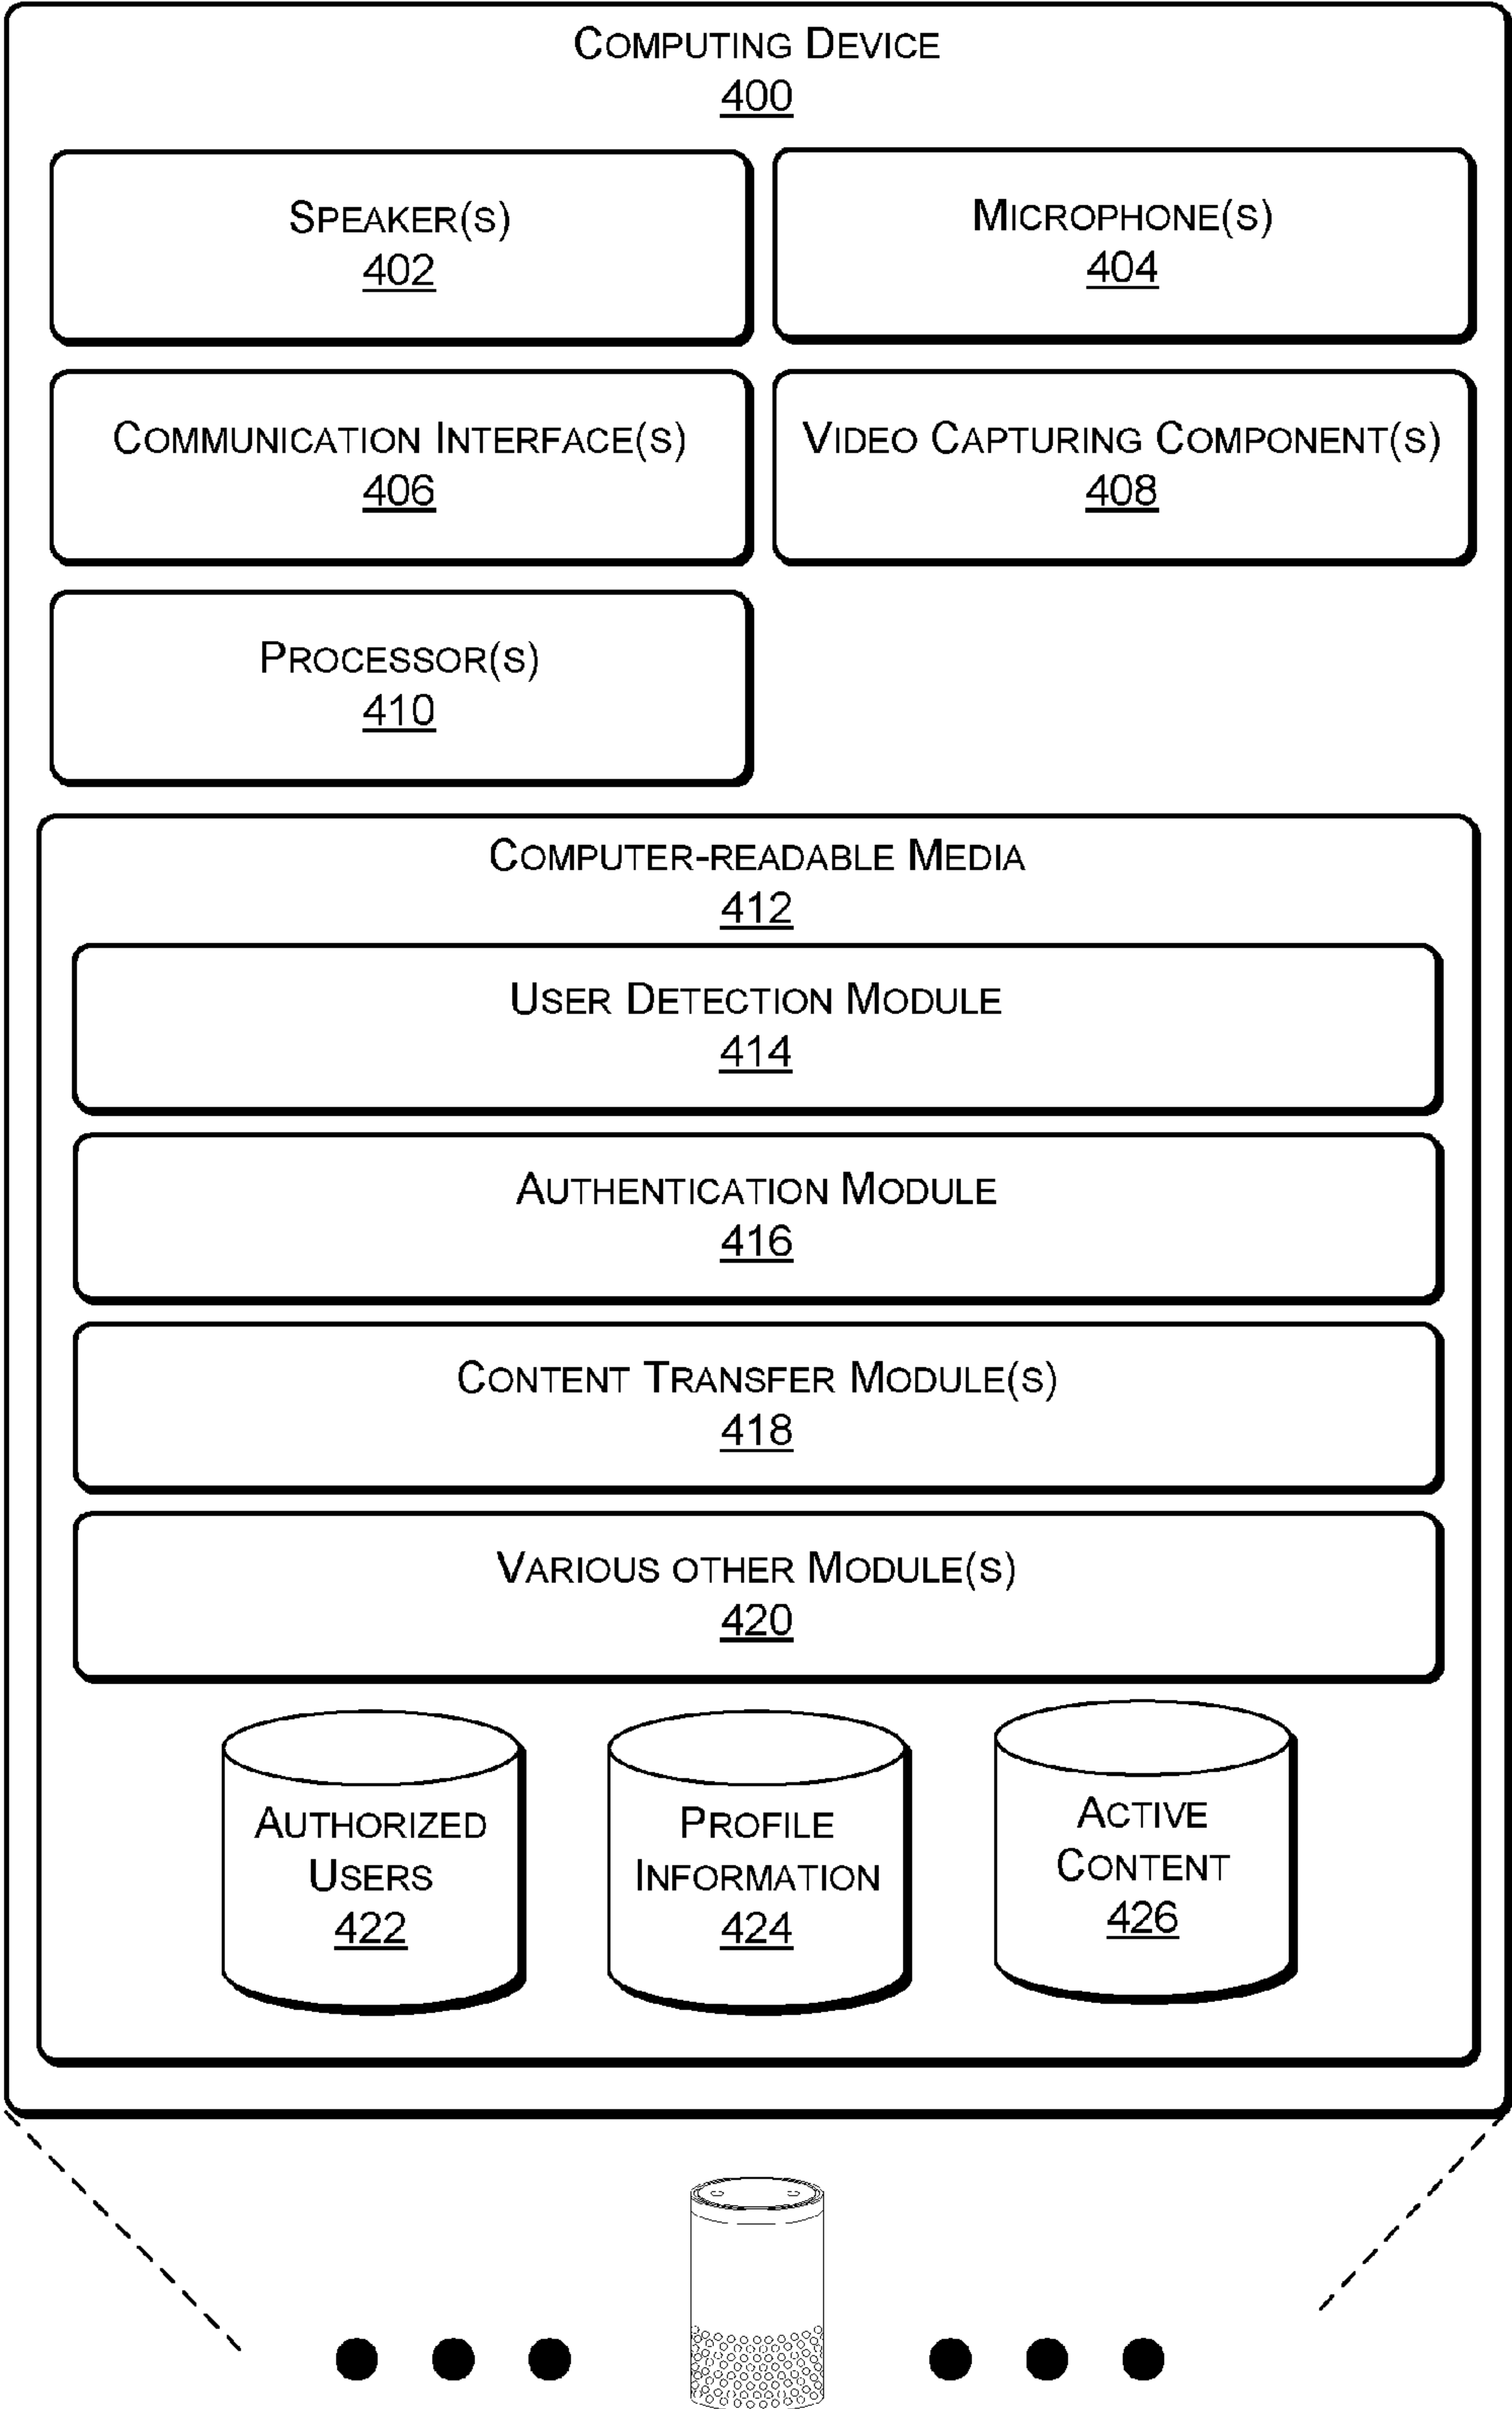 COMPUTING DEVICE
400
SPEAKER(S)
402
MICROPHONE(S)
404
COMMUNICATION INTERFACE(S)
406
VIDEO CAPTURING COMPONENT(S)
408
PROCESSOR(S)
410
COMPUTER-READABLE MEDIA
412
USER DETECTION MODULE
414
AUTHENTICATION MODULE
416
CONTENT TRANSFER MODULE(S)
418
VARIOUS OTHER MODULE(S)
420
AUTHORIZED
USERS
422
PROFILE
INFORMATION
424
ACTIVE
CONTENT
426